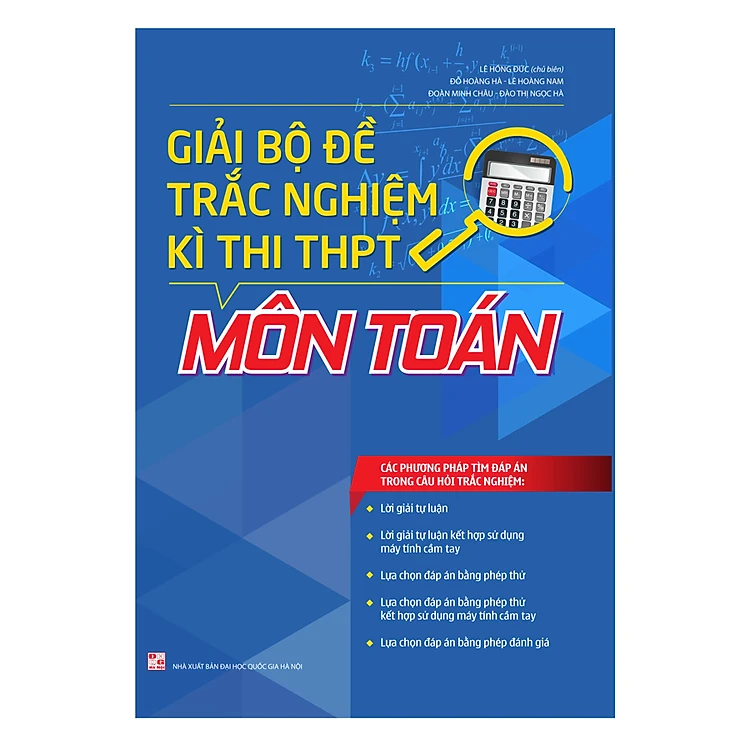 LÊ HỒNG ĐỨC (chủ biên)
ĐỖ HOÀNG HÀ - LÊ HOÀNG NAM
ĐOÀN MINH CHÂU - ĐÀO THỊ NGỌC HÀ
GIẢI BỘ ĐỀ
TRẮC NGHIỆM
KÌ THI THPT
MÔN TOÁN
CÁC PHƯƠNG PHÁP TÌM ĐÁP ÁN
TRONG CÂU HỎI TRẮC NGHIỆM:
Lời giải tự luận
Lời giải tự luận kết hợp sử dụng
máy tính cầm tay
Lựa chọn đáp án bằng phép thử
Lựa chọn đáp án bằng phép thử
kết hợp sử dụng máy tính cầm tay
Lựa chọn đáp án bằng phép đánh giá
NHÀ XUẤT BẢN ĐẠI HỌC QUỐC GIA HÀ NỘI